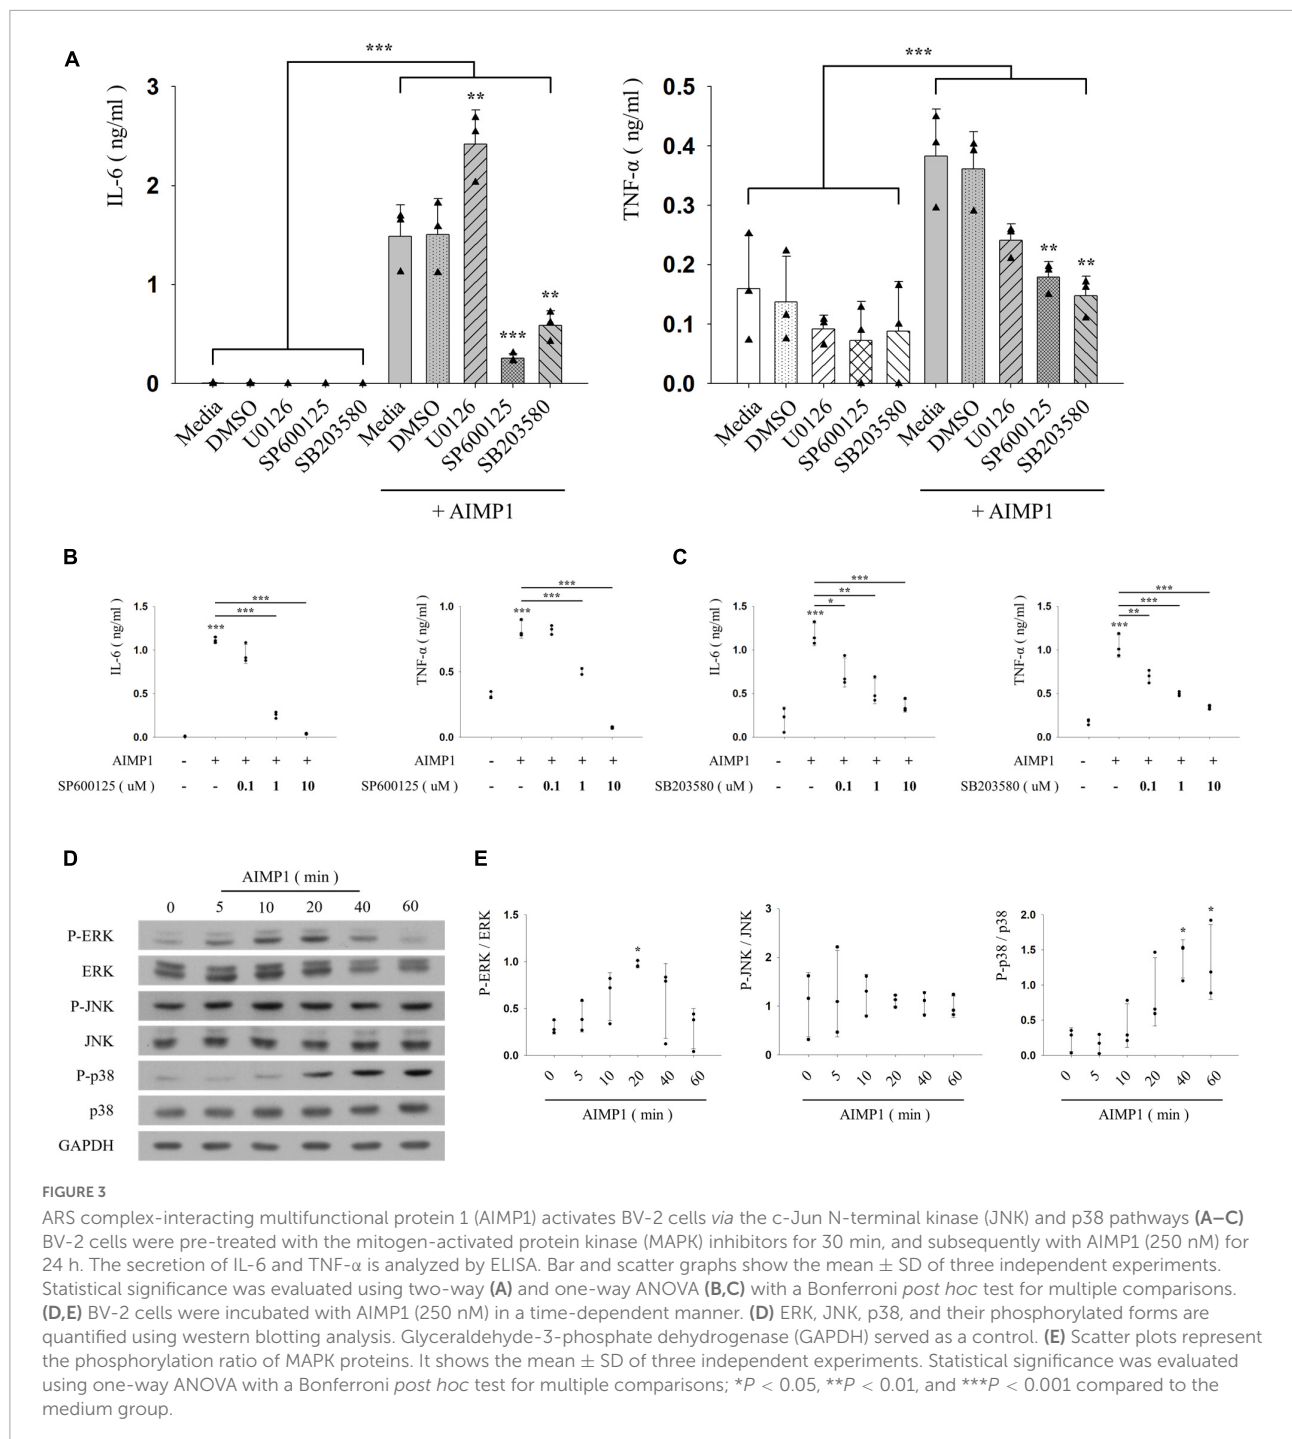 A
***
***
IL-6 ( ng/ml )
3
2
1
0
**
***
**
Media
DMSO
U0126
SP600125
SB203580
Media
DMSO
U0126
SP600125
SB203580
+ AIMP1
TNF-α ( ng/ml )
0.5
0.4
0.3
0.2
0.1
0.0
**
**
Media
DMSO
U0126
SP600125
SB203580
Media
DMSO
U0126
SP600125
SB203580
+ AIMP1
B
IL-6 ( ng/ml )
1.5
1.0
0.5
0.0
***
***
***
AIMP1 - + + + +
SP600125 ( uM ) - - 0.1 1 10
TNF-α ( ng/ml )
1.0
0.5
0.0
***
***
***
AIMP1 - + + + +
SP600125 ( uM ) - - 0.1 1 10
C
IL-6 ( ng/ml )
1.5
1.0
0.5
0.0
***
**
*
***
AIMP1 - + + + +
SB203580 ( uM ) - - 0.1 1 10
TNF-α ( ng/ml )
1.5
1.0
0.5
0.0
***
***
**
***
AIMP1 - + + + +
SB203580 ( uM ) - - 0.1 1 10
D
AIMP1 ( min )
0 5 10 20 40 60
P-ERK
ERK
P-JNK
JNK
P-p38
p38
GAPDH
E
P-ERK / ERK
1.5
1.0
0.5
0.0
*
0 5 10 20 40 60
AIMP1 ( min )
P-JNK / JNK
3
2
1
0
0 5 10 20 40 60
AIMP1 ( min )
P-p38 / p38
2.0
1.5
1.0
0.5
0.0
*
*
0 5 10 20 40 60
AIMP1 ( min )
FIGURE 3
ARS complex-interacting multifunctional protein 1 (AIMP1) activates BV-2 cells via the c-Jun N-terminal kinase (JNK) and p38 pathways (A–C)
BV-2 cells were pre-treated with the mitogen-activated protein kinase (MAPK) inhibitors for 30 min, and subsequently with AIMP1 (250 nM) for
24 h. The secretion of IL-6 and TNF-α is analyzed by ELISA. Bar and scatter graphs show the mean ± SD of three independent experiments.
Statistical significance was evaluated using two-way (A) and one-way ANOVA (B,C) with a Bonferroni post hoc test for multiple comparisons.
(D,E) BV-2 cells were incubated with AIMP1 (250 nM) in a time-dependent manner. (D) ERK, JNK, p38, and their phosphorylated forms are
quantified using western blotting analysis. Glyceraldehyde-3-phosphate dehydrogenase (GAPDH) served as a control. (E) Scatter plots represent
the phosphorylation ratio of MAPK proteins. It shows the mean ± SD of three independent experiments. Statistical significance was evaluated
using one-way ANOVA with a Bonferroni post hoc test for multiple comparisons; *P < 0.05, **P < 0.01, and ***P < 0.001 compared to the
medium group.